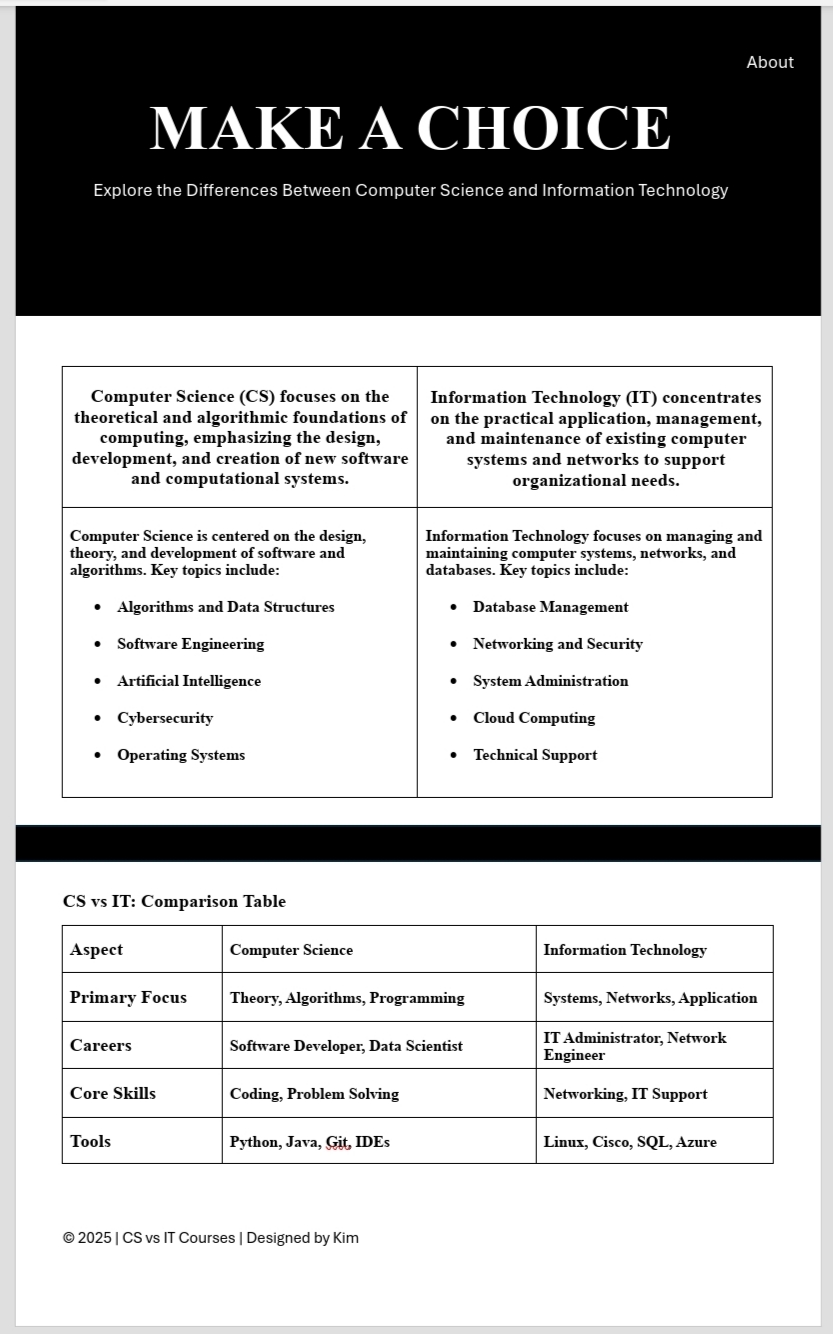 About
MAKE A CHOICE
Explore the Differences Between Computer Science and Information Technology
Computer Science (CS) focuses on the
theoretical and algorithmic foundations of
computing, emphasizing the design,
development, and creation of new software
and computational systems.
Information Technology (IT) concentrates
on the practical application, management,
and maintenance of existing computer
systems and networks to support
organizational needs.
Computer Science is centered on the design,
theory, and development of software and
algorithms. Key topics include:
• Algorithms and Data Structures
• Software Engineering
• Artificial Intelligence
• Cybersecurity
• Operating Systems
Information Technology focuses on managing and
maintaining computer systems, networks, and
databases. Key topics include:
• Database Management
• Networking and Security
• System Administration
• Cloud Computing
• Technical Support
CS vs IT: Comparison Table
Aspect Computer Science Information Technology
Primary Focus Theory, Algorithms, Programming Systems, Networks, Application
Careers Software Developer, Data Scientist IT Administrator, Network
Engineer
Core Skills Coding, Problem Solving Networking, IT Support
Tools Python, Java, Git, IDEs Linux, Cisco, SQL, Azure
© 2025 | CS vs IT Courses | Designed by Kim